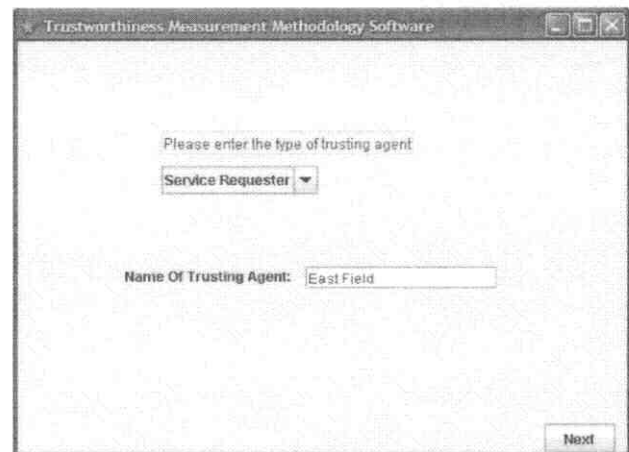 Trustworthiness Measurement Methodology Software
Please enter the type of trusting agent
Service Requester
Name Of Trusting Agent: East Field
Next